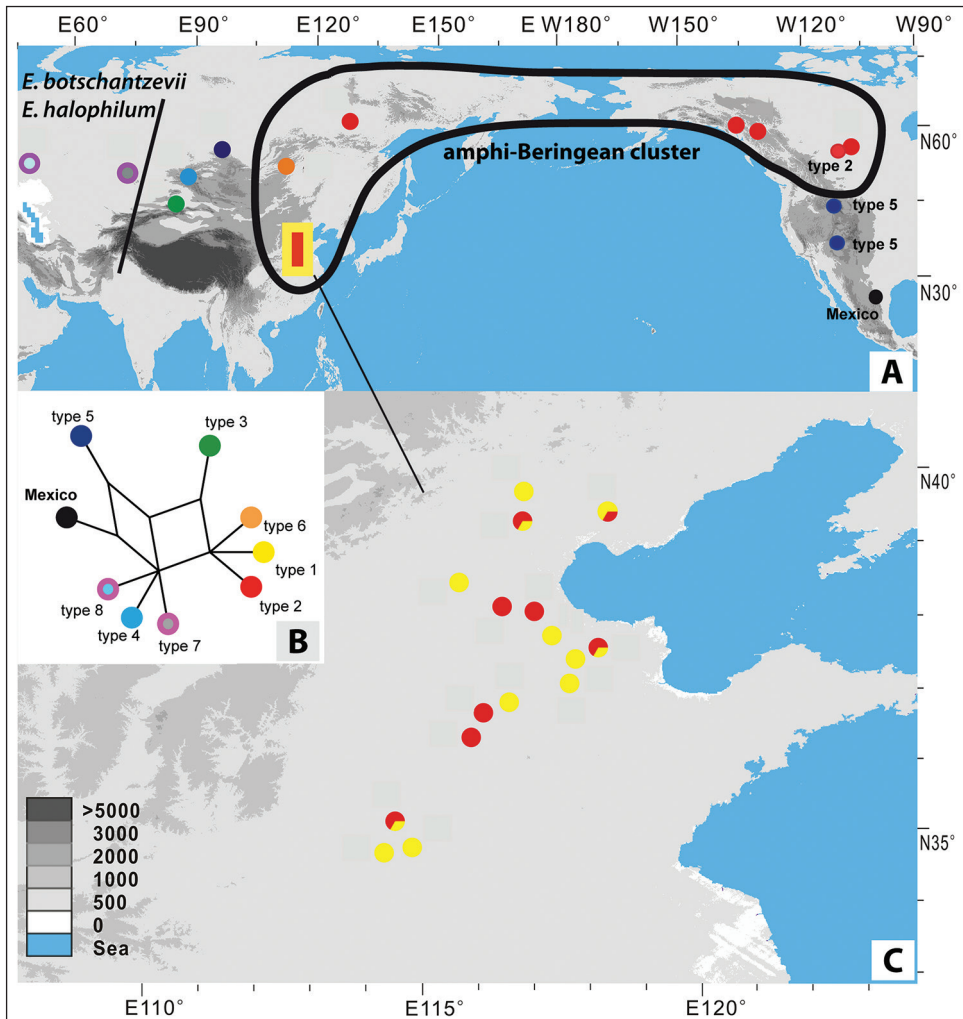 E60° E90° E120° E150° E W180° W150° W120° W90°
E. botschantzevii
E. halophilum
N60°
amphi-Beringean cluster
type 2
type 5
type 5
N30°
Mexico
A
type 5
type 3
Mexico
type 6
type 1
type 8
type 2
type 4
type 7
B
N40°
>5000
3000
2000
1000
500
0
Sea
N35°
C
E110° E115° E120°